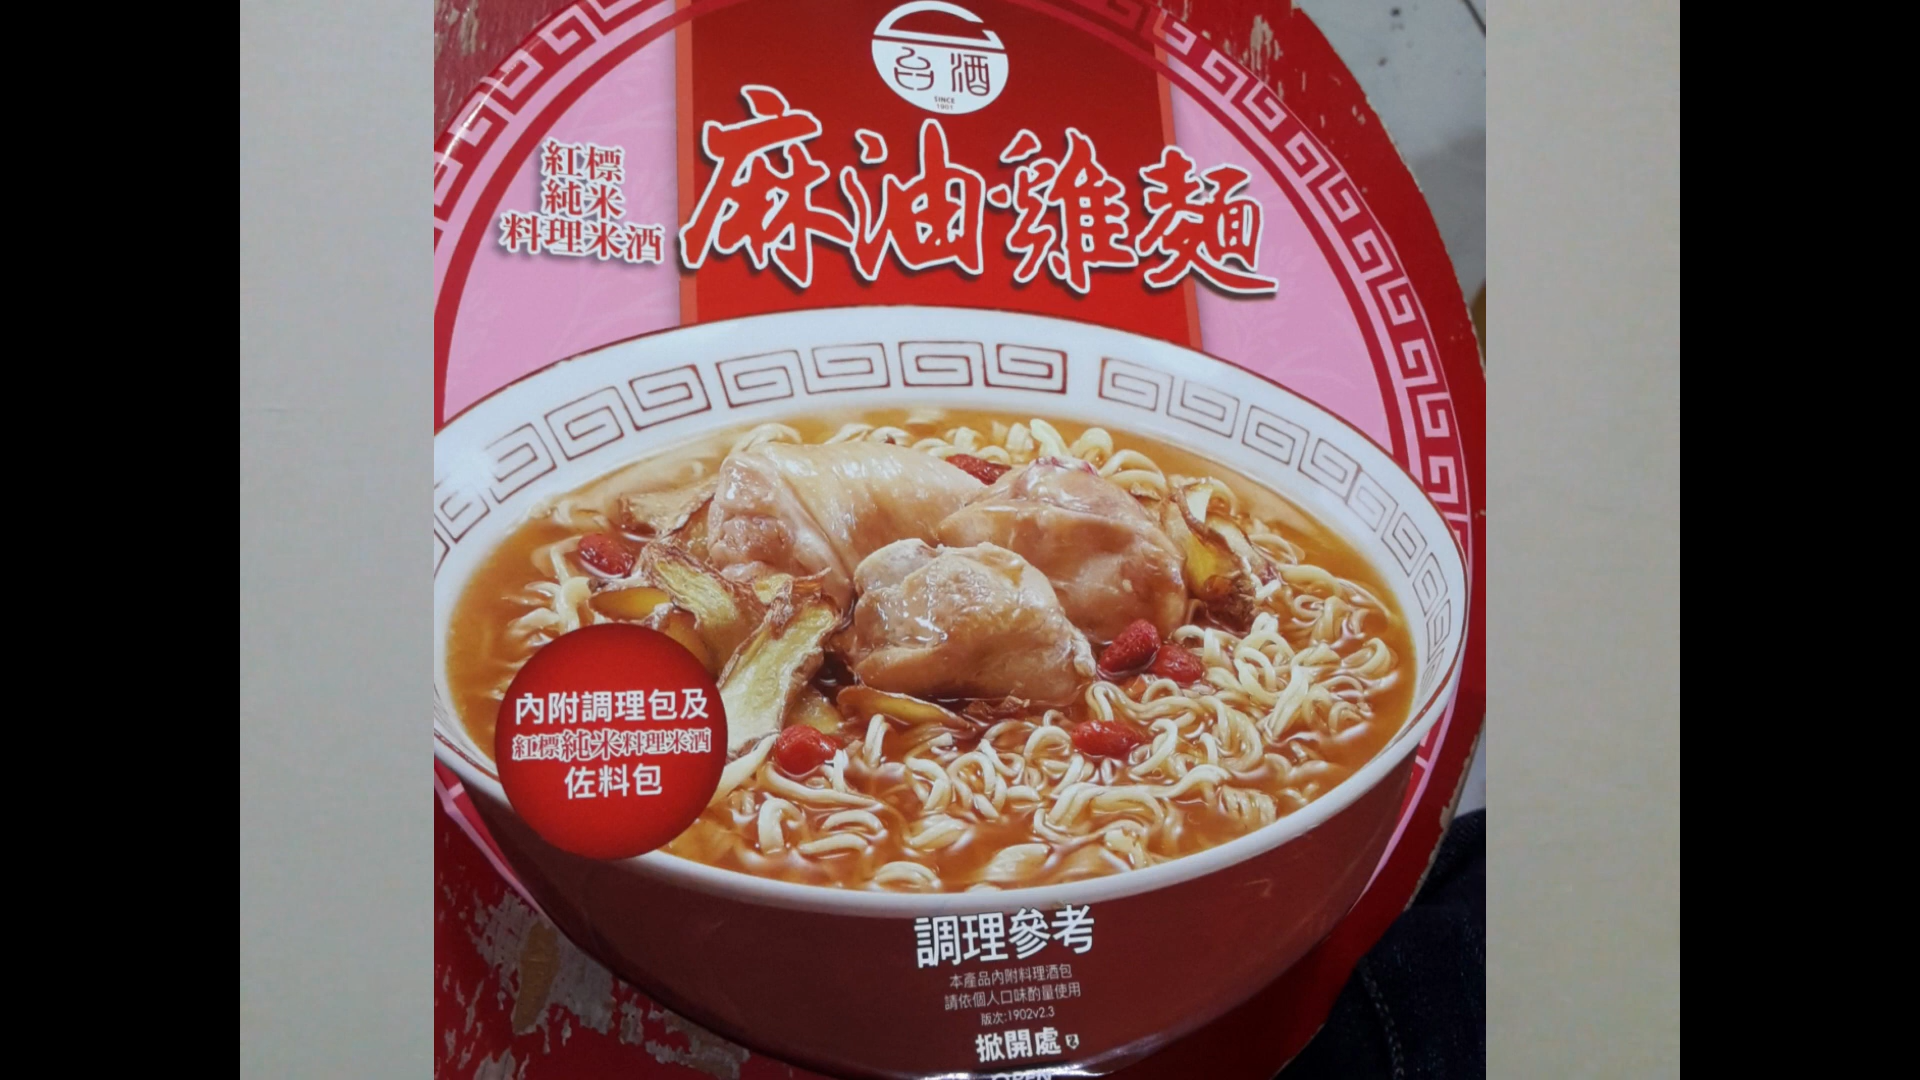 台酒
SINCE
1901
麻油雞麵
紅標
純米
料理米酒
內附調理包及
紅標純米料理米酒
佐料包
調理參考
本產品內附料理酒包
請依個人口味酌量使用
版次:1902v2.3
掀開處
OPEN